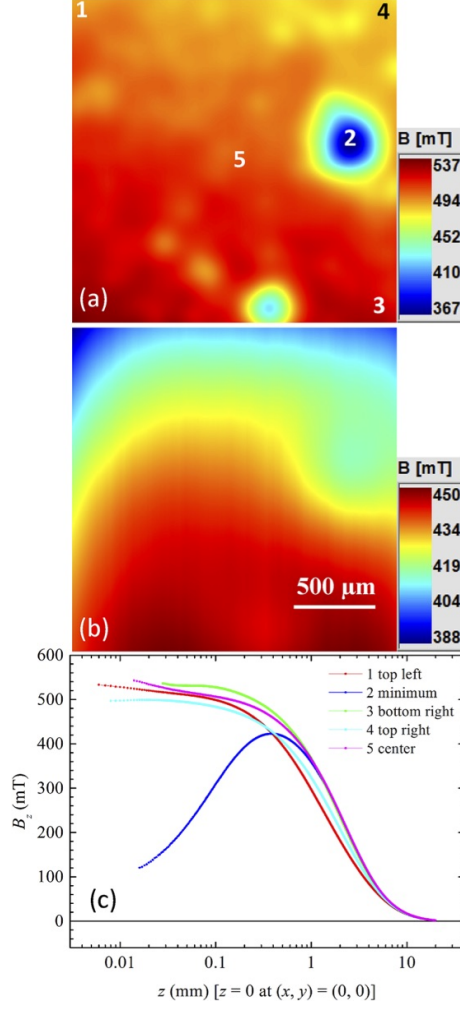 1
4
2
5
3
(a)
B [mT]
537
494
452
410
367
(b)
500 µm
B [mT]
450
434
419
404
388
600
500
400
300
200
100
0
B_z (mT)
1 top left
2 minimum
3 bottom right
4 top right
5 center
(c)
0.01 0.1 1 10
z (mm) [z = 0 at (x, y) = (0, 0)]